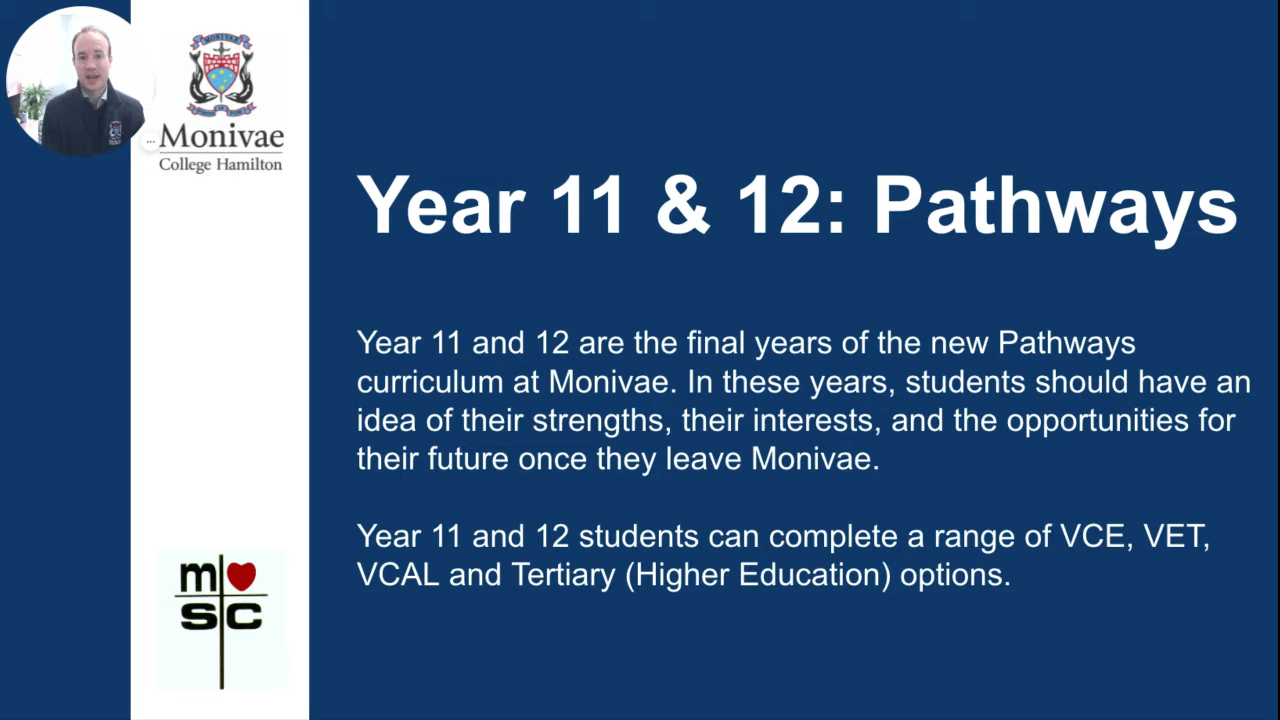 MONIVAE
Monivae
College Hamilton
Year 11 & 12: Pathways
Year 11 and 12 are the final years of the new Pathways
curriculum at Monivae. In these years, students should have an
idea of their strengths, their interests, and the opportunities for
their future once they leave Monivae.
Year 11 and 12 students can complete a range of VCE, VET,
VCAL and Tertiary (Higher Education) options.
m
sc